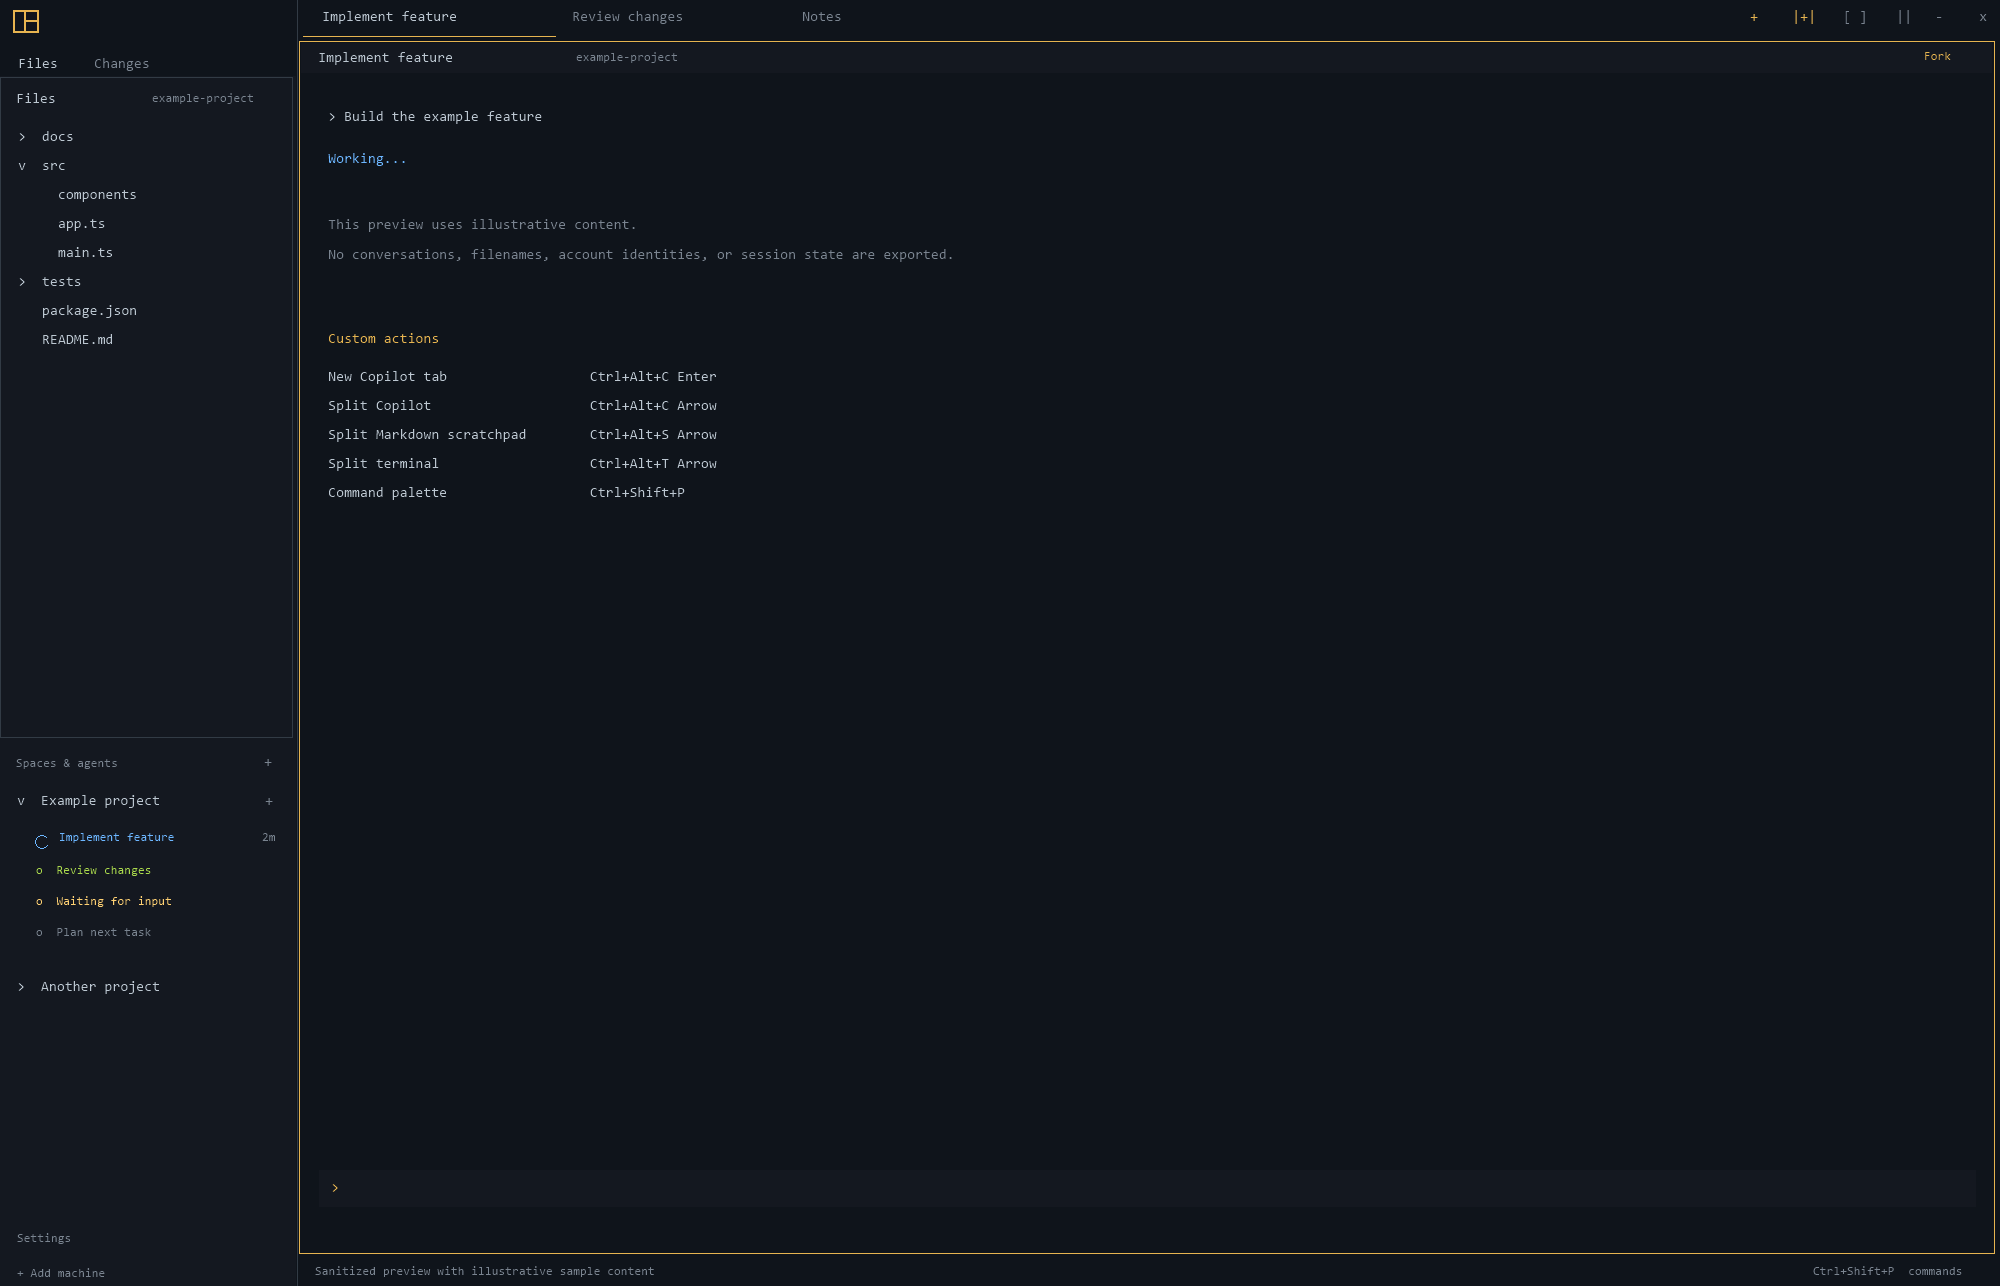 Implement feature Review changes Notes + |+| [ ] || - x
Files Changes
Files example-project
> docs
v src
components
app.ts
main.ts
> tests
package.json
README.md
Spaces & agents +
v Example project +
Implement feature 2m
o Review changes
o Waiting for input
o Plan next task
> Another project
Settings
+ Add machine
Implement feature example-project Fork
> Build the example feature
Working...
This preview uses illustrative content.
No conversations, filenames, account identities, or session state are exported.
Custom actions
New Copilot tab Ctrl+Alt+C Enter
Split Copilot Ctrl+Alt+C Arrow
Split Markdown scratchpad Ctrl+Alt+S Arrow
Split terminal Ctrl+Alt+T Arrow
Command palette Ctrl+Shift+P
>
Sanitized preview with illustrative sample content Ctrl+Shift+P commands